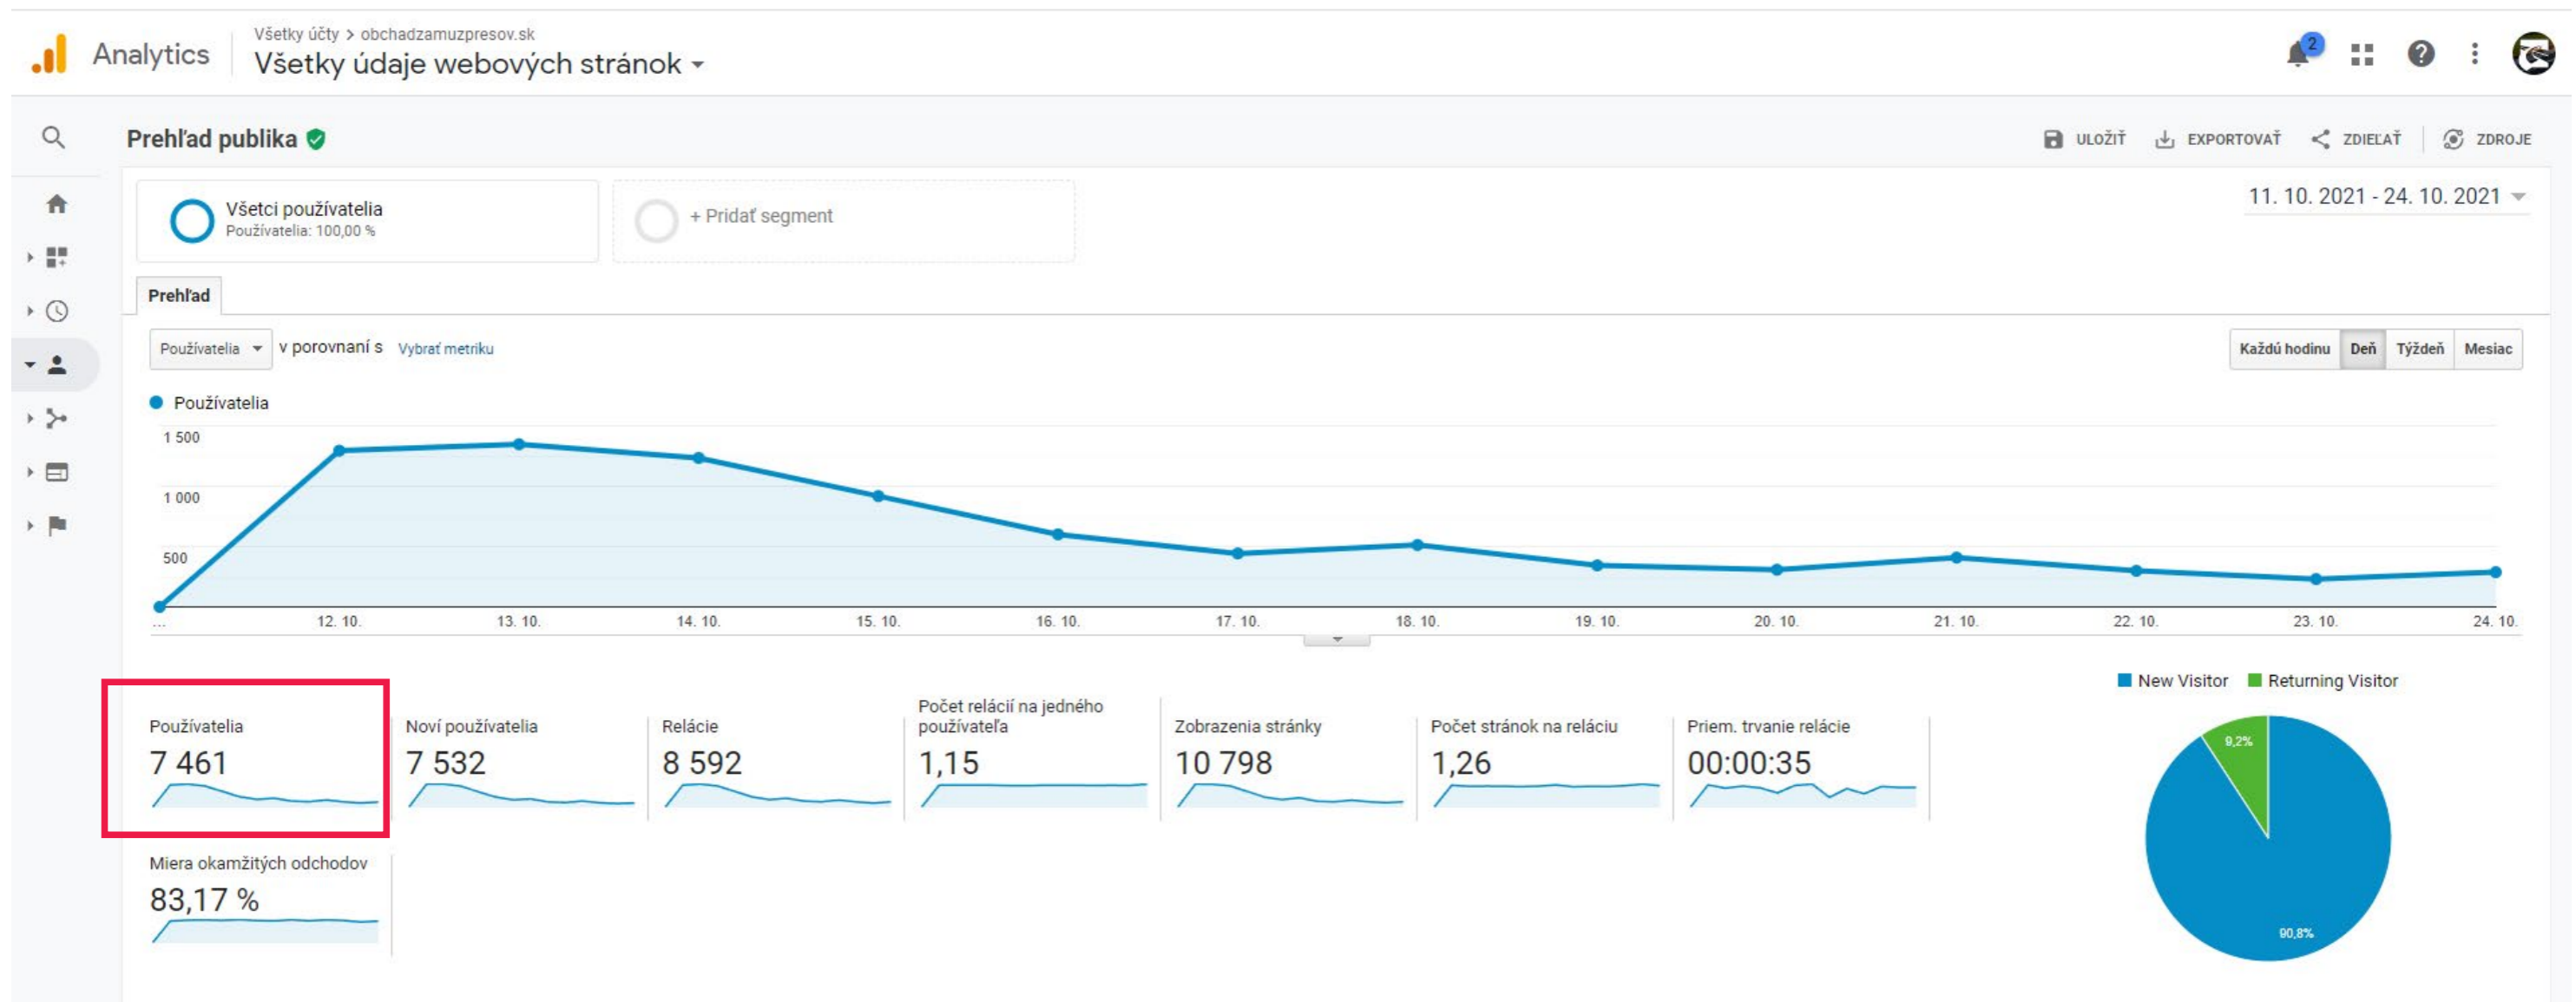 Analytics
Všetky účty > obchadzamuzpresov.sk
Všetky údaje webových stránok
2
Prehľad publika
ULOŽIŤ
EXPORTOVAŤ
ZDIEĽAŤ
ZDROJE
Všetci používatelia
Používatelia: 100,00 %
+ Pridať segment
11. 10. 2021 - 24. 10. 2021
Prehľad
Používatelia
v porovnaní s
Vybrať metriku
Každú hodinu
Deň
Týždeň
Mesiac
Používatelia
1 500
1 000
500
...
12. 10.
13. 10.
14. 10.
15. 10.
16. 10.
17. 10.
18. 10.
19. 10.
20. 10.
21. 10.
22. 10.
23. 10.
24. 10.
Používatelia
7 461
Noví používatelia
7 532
Relácie
8 592
Počet relácií na jedného
používateľa
1,15
Zobrazenia stránky
10 798
Počet stránok na reláciu
1,26
Priem. trvanie relácie
00:00:35
Miera okamžitých odchodov
83,17 %
New Visitor
Returning Visitor
9,2%
90,8%